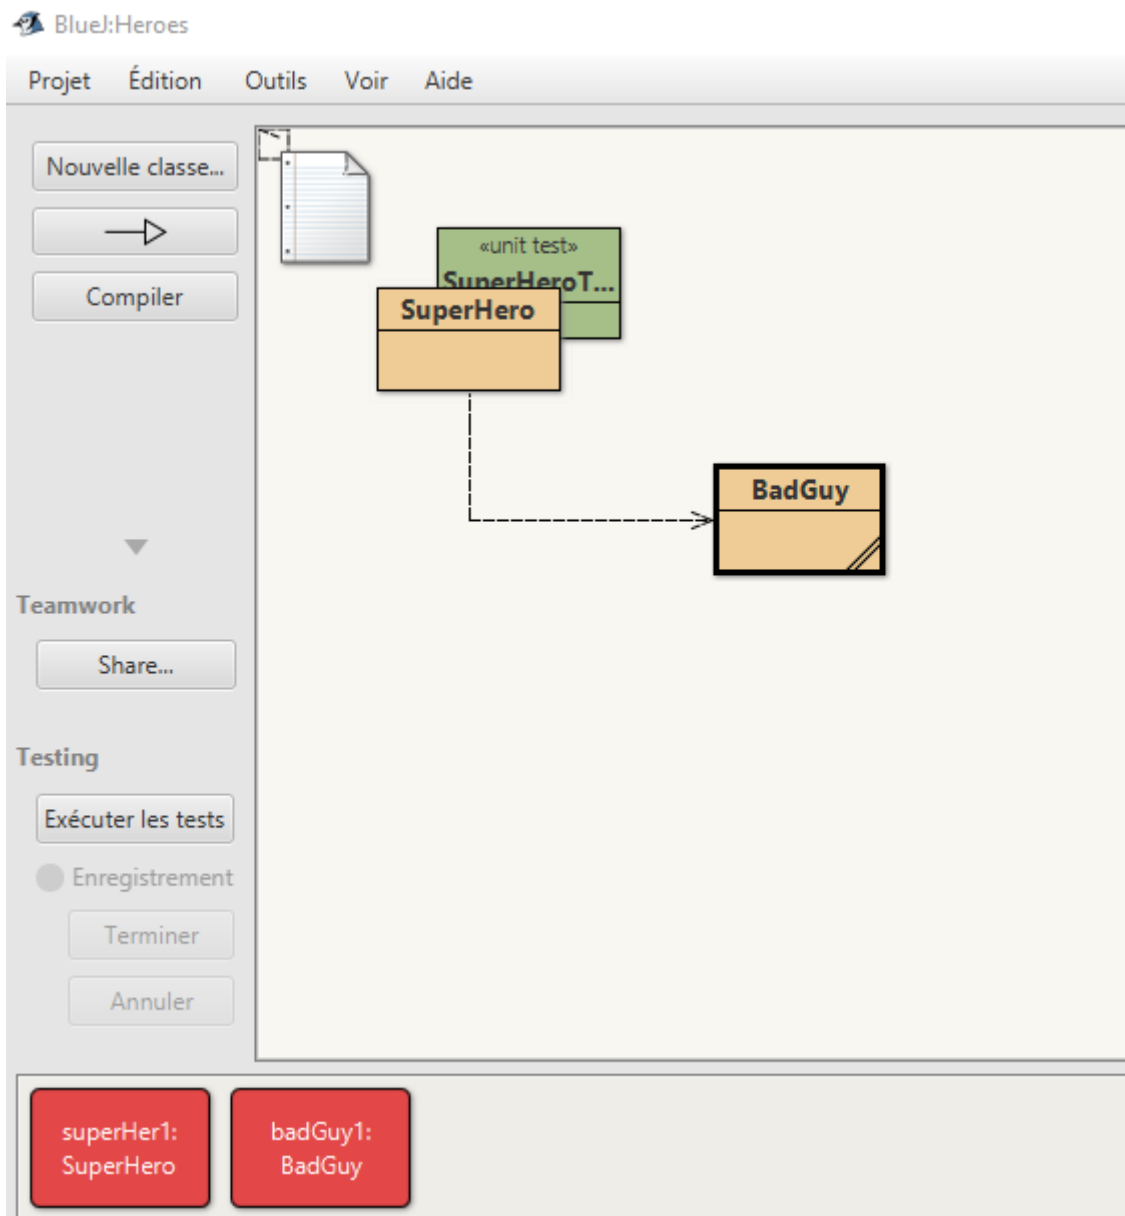 BlueJ:Heroes
Projet Édition Outils Voir Aide
Nouvelle classe...
Compiler
«unit test»
SuperHeroT...
SuperHero
BadGuy
Teamwork
Share...
Testing
Exécuter les tests
Enregistrement
Terminer
Annuler
superHer1:
SuperHero
badGuy1:
BadGuy